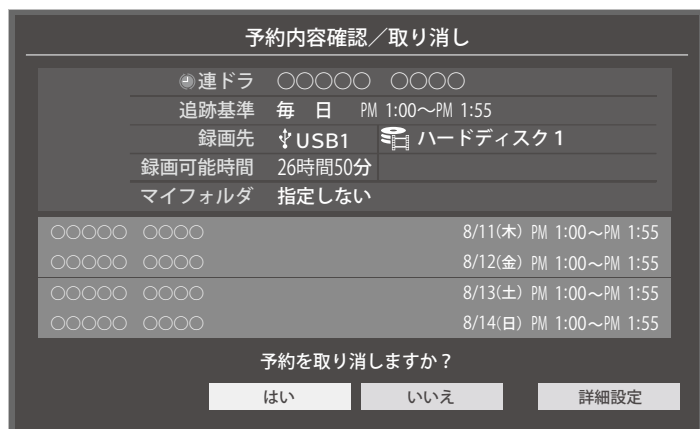 予約内容確認／取り消し
連ドラ ○○○○○ ○○○○
追跡基準 毎 日 PM 1:00～PM 1:55
録画先 USB1 ハードディスク1
録画可能時間 26時間50分
マイフォルダ 指定しない
○○○○○ ○○○○ 8/11(木) PM 1:00～PM 1:55
○○○○○ ○○○○ 8/12(金) PM 1:00～PM 1:55
○○○○○ ○○○○ 8/13(土) PM 1:00～PM 1:55
○○○○○ ○○○○ 8/14(日) PM 1:00～PM 1:55
予約を取り消しますか？
はい いいえ 詳細設定